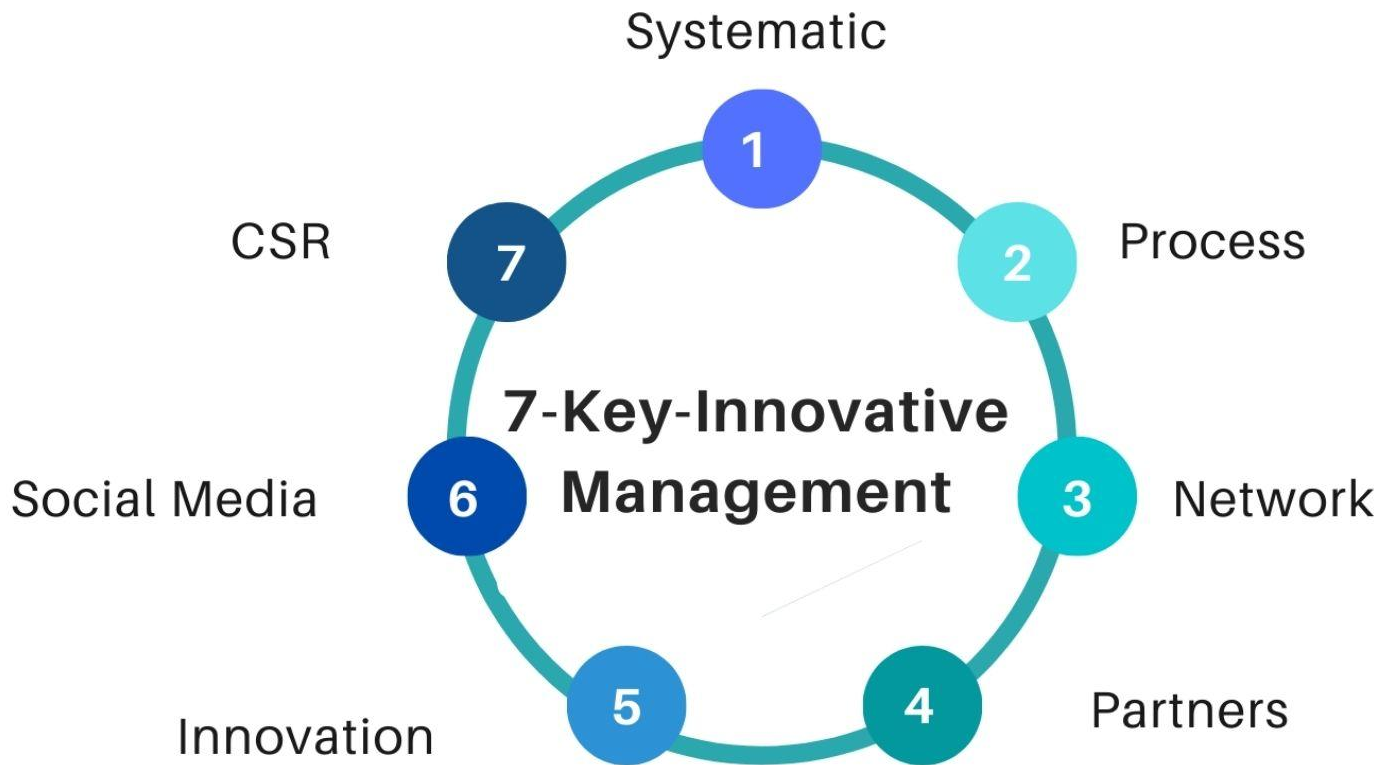 Systematic
1
CSR
7
2
Process
7-Key-Innovative
Management
Social Media
6
3
Network
5
4
Partners
Innovation